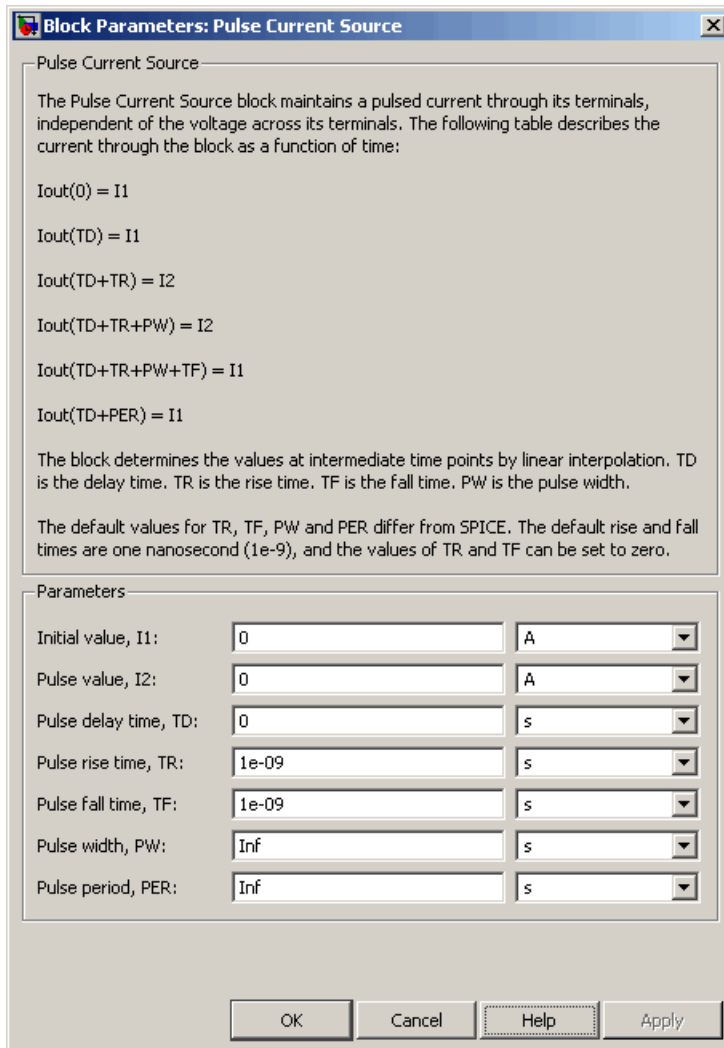 Block Parameters: Pulse Current Source
Pulse Current Source
The Pulse Current Source block maintains a pulsed current through its terminals,
independent of the voltage across its terminals. The following table describes the
current through the block as a function of time:
Iout(0) = I1
Iout(TD) = I1
Iout(TD+TR) = I2
Iout(TD+TR+PW) = I2
Iout(TD+TR+PW+TF) = I1
Iout(TD+PER) = I1
The block determines the values at intermediate time points by linear interpolation. TD
is the delay time. TR is the rise time. TF is the fall time. PW is the pulse width.
The default values for TR, TF, PW and PER differ from SPICE. The default rise and fall
times are one nanosecond (1e-9), and the values of TR and TF can be set to zero.
Parameters
Initial value, I1: 0 A
Pulse value, I2: 0 A
Pulse delay time, TD: 0 s
Pulse rise time, TR: 1e-09 s
Pulse fall time, TF: 1e-09 s
Pulse width, PW: Inf s
Pulse period, PER: Inf s
OK Cancel Help Apply